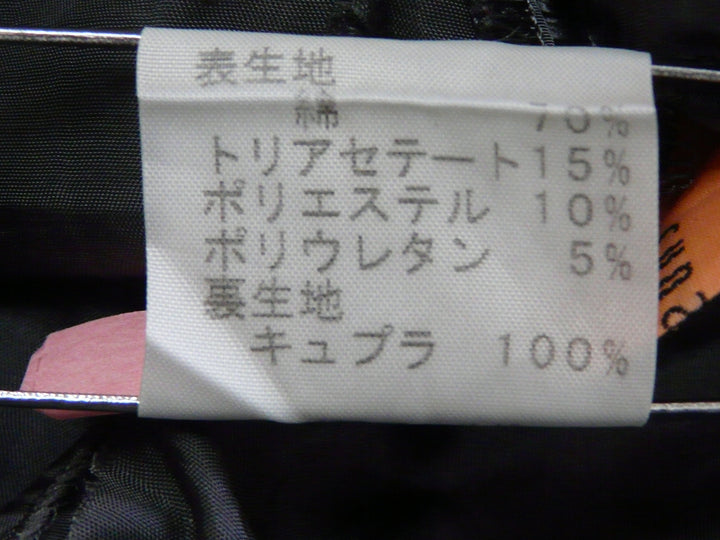 表生地
綿 70%
トリアセテート15%
ポリエステル 10%
ポリウレタン 5%
裏生地
キュプラ 100%